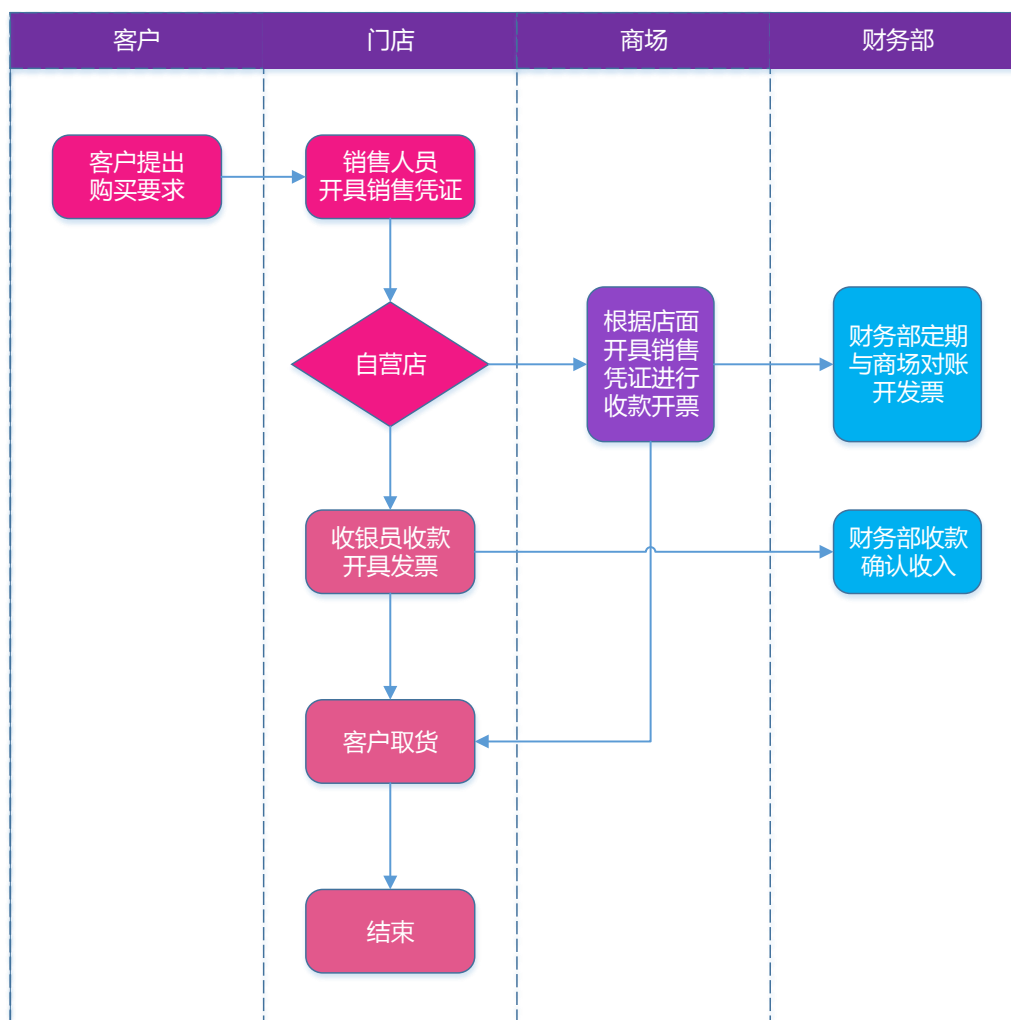 客户
门店
商场
财务部
客户提出
购买要求
销售人员
开具销售凭证
自营店
根据店面
开具销售
凭证进行
收款开票
财务部定期
与商场对账
开发票
收银员收款
开具发票
财务部收款
确认收入
客户取货
结束